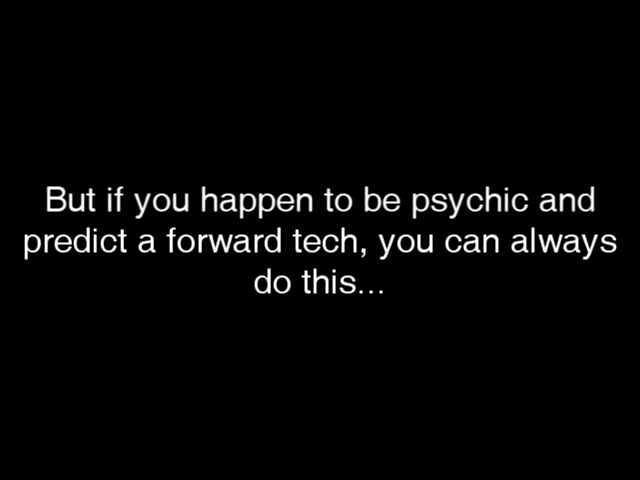 But if you happen to be psychic and
predict a forward tech, you can always
do this...